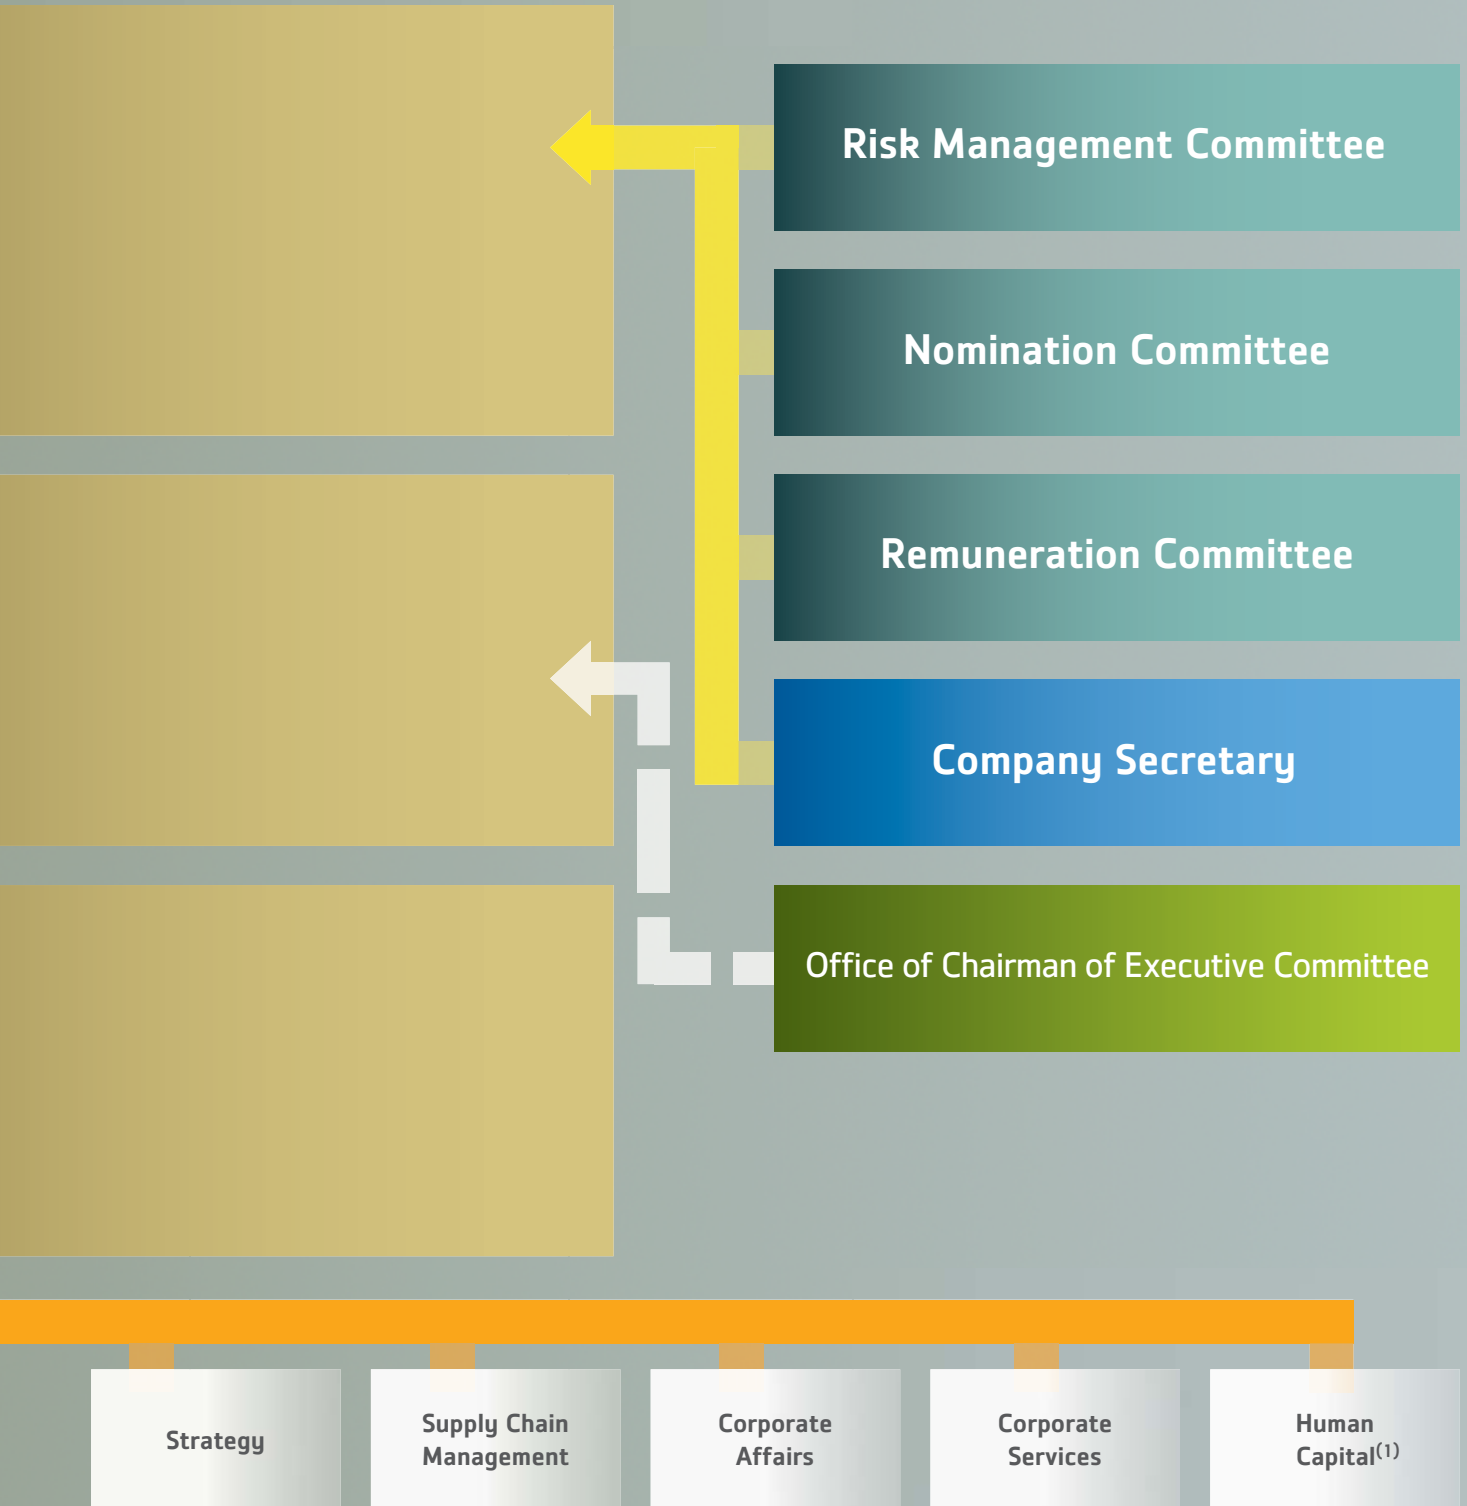 Risk Management Committee
Nomination Committee
Remuneration Committee
Company Secretary
Office of Chairman of Executive Committee
Strategy
Supply Chain
Management
Corporate
Affairs
Corporate
Services
Human
Capital(1)